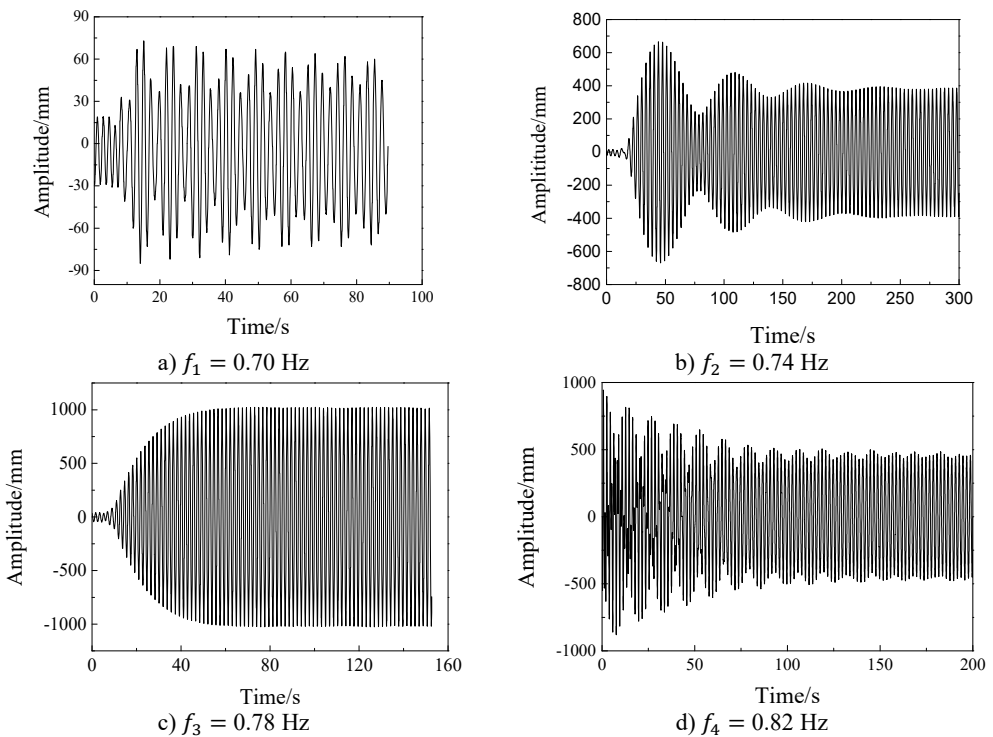 90
60
30
0
-30
-60
-90
0 20 40 60 80 100
Amplitude/mm
Time/s
a) f₁ = 0.70 Hz
800
600
400
200
0
-200
-400
-600
-800
0 50 100 150 200 250 300
Amplititude/mm
Time/s
b) f₂ = 0.74 Hz
1000
500
0
-500
-1000
0 40 80 120 160
Amplitude/mm
Time/s
c) f₃ = 0.78 Hz
1000
500
0
-500
-1000
0 50 100 150 200
Amplitude/mm
Time/s
d) f₄ = 0.82 Hz